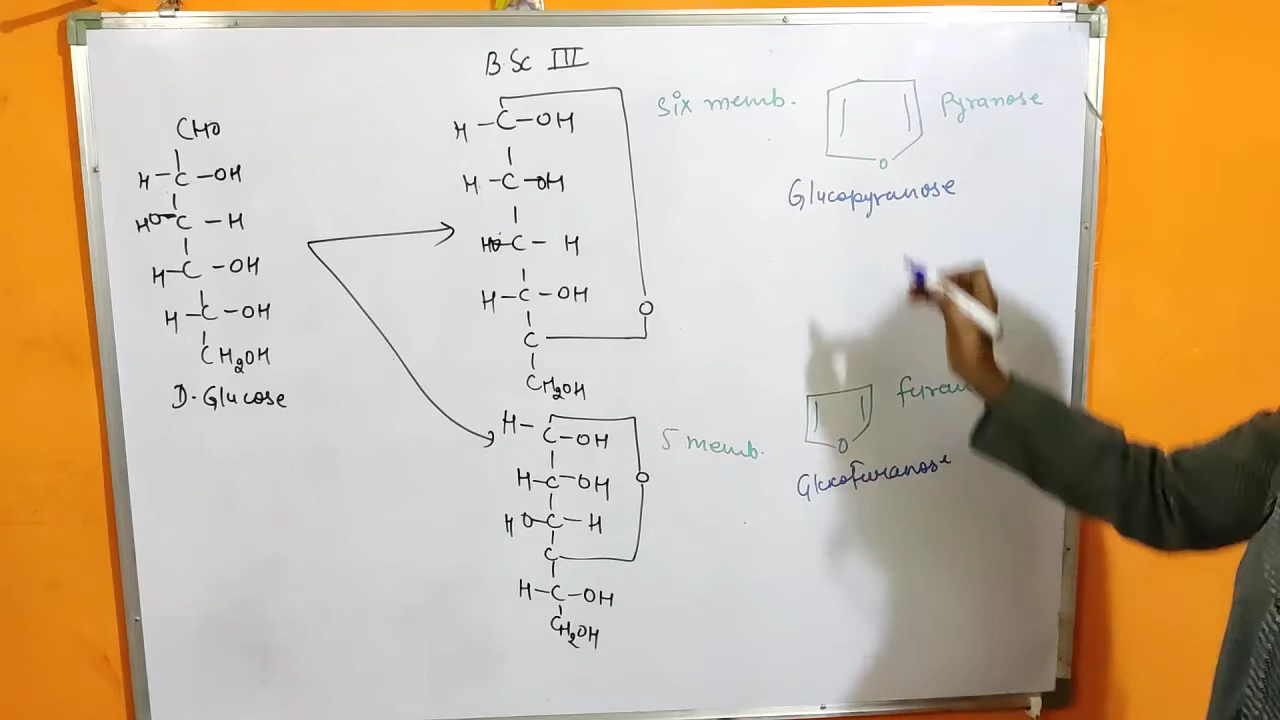 B.Sc III
CHO
H-C-OH
HO-C-H
H-C-OH
H-C-OH
CH2OH
D-Glucose
H-C-OH
H-C-OH
HO-C-H
H-C-OH
O
C
CH2OH
H-C-OH
H-C-OH
O
HO-C-H
C
H-C-OH
CH2OH
Six memb.
O
Pyranose
Glucopyranose
5 memb.
O
furan
Glucofuranose